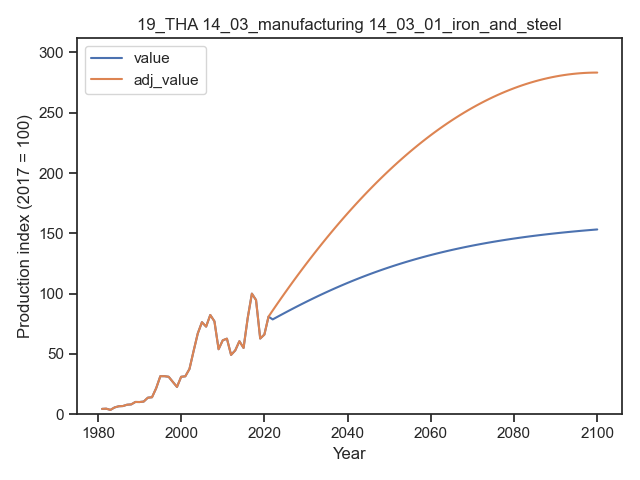 19_THA 14_03_manufacturing 14_03_01_iron_and_steel
value
adj_value
Production index (2017 = 100)
300
250
200
150
100
50
0
1980
2000
2020
2040
2060
2080
2100
Year